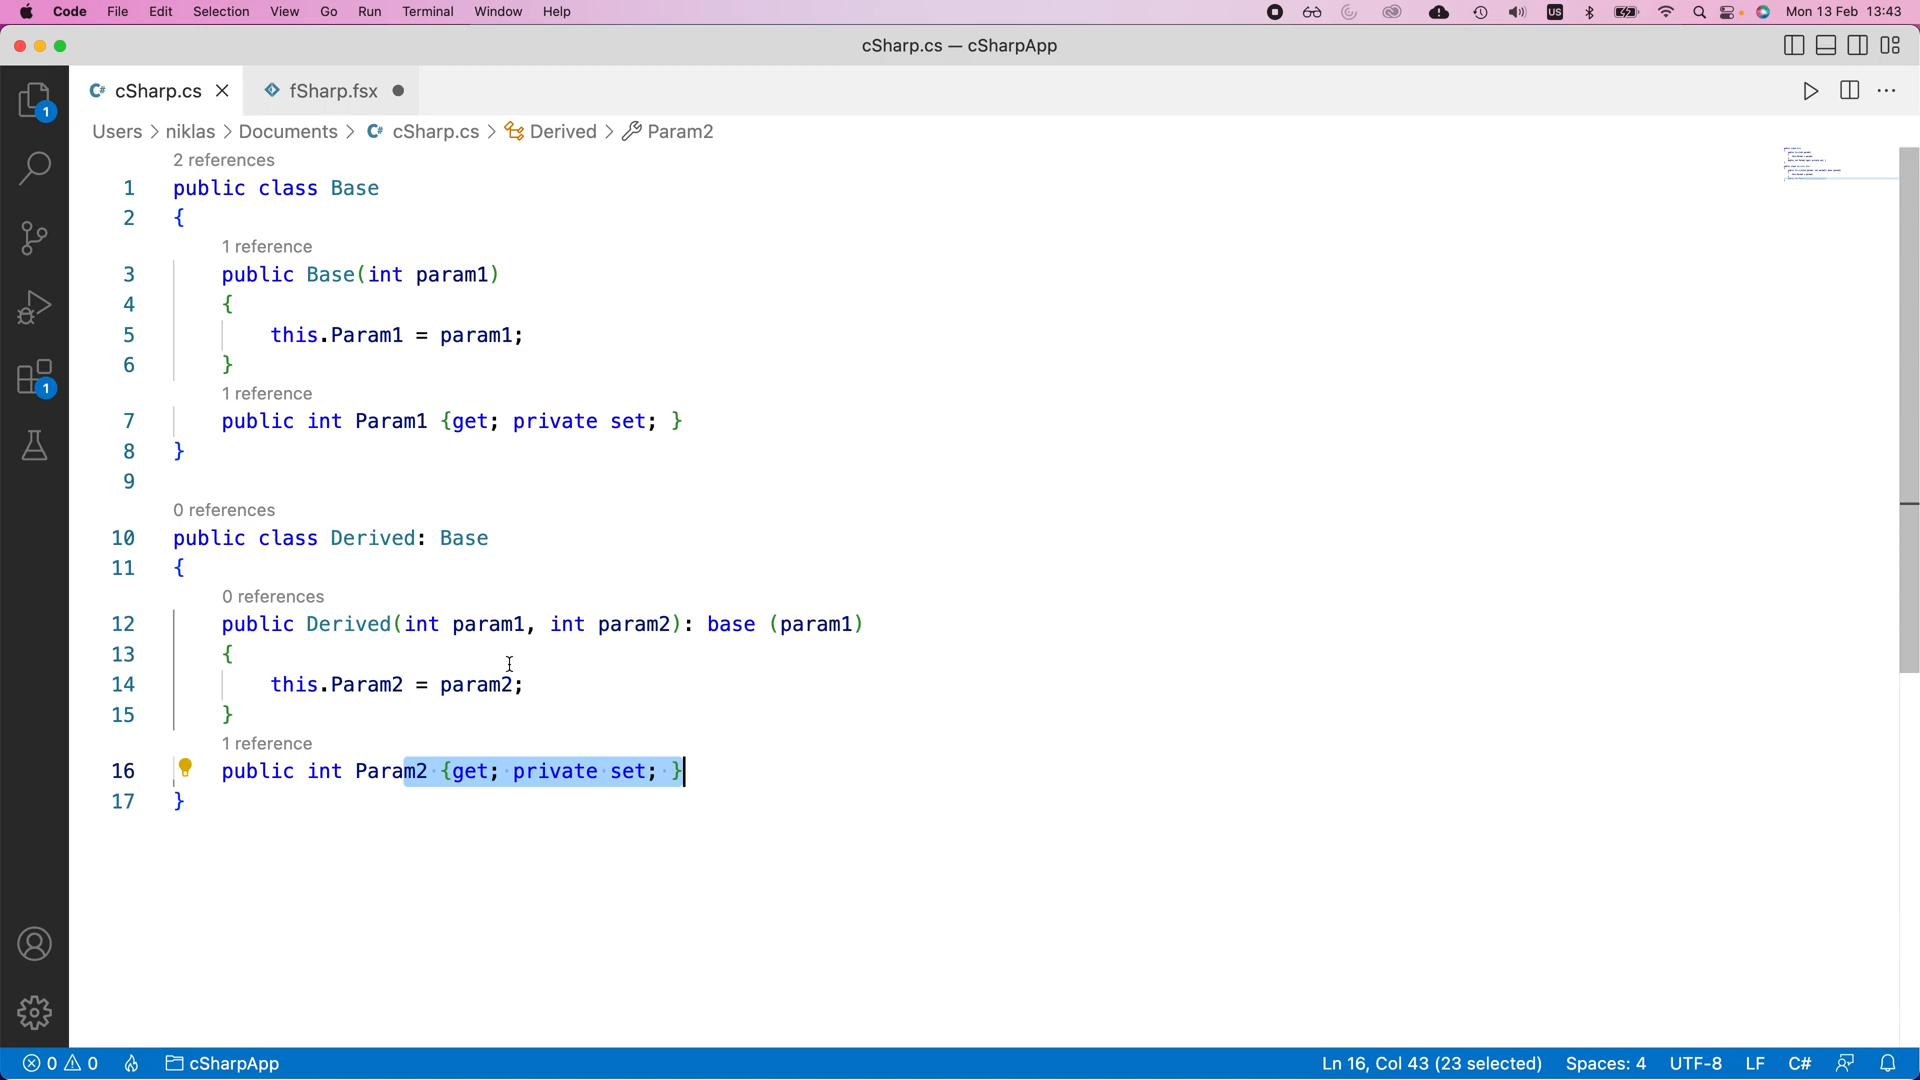 Code File Edit Selection View Go Run Terminal Window Help US Mon 13 Feb 13:43
cSharp.cs — cSharpApp
C# cSharp.cs fSharp.fsx
1
Users > niklas > Documents > C# cSharp.cs > Derived > Param2
2 references
1 public class Base
2 {
1 reference
3 public Base(int param1)
4 {
5 this.Param1 = param1;
6 }
1
1 reference
7 public int Param1 {get; private set; }
8 }
9
0 references
10 public class Derived: Base
11 {
0 references
12 public Derived(int param1, int param2): base (param1)
13 {
14 this.Param2 = param2;
15 }
1 reference
16 public int Param2 {get; private set; }
17 }
0 0 cSharpApp Ln 16, Col 43 (23 selected) Spaces: 4 UTF-8 LF C#